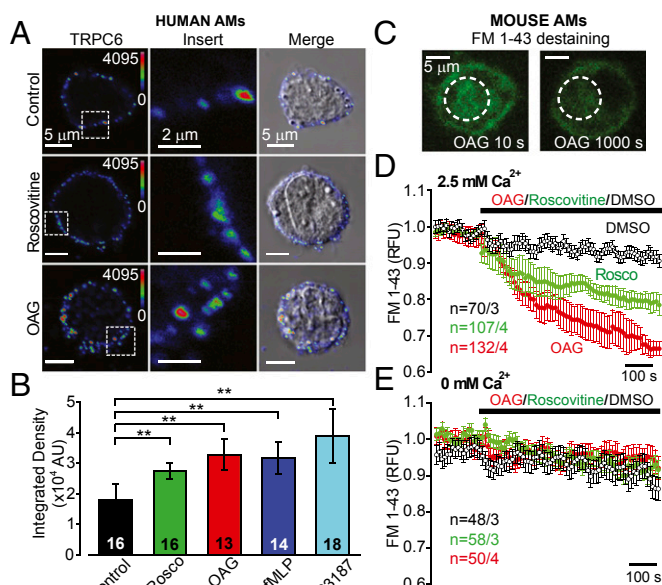 A
HUMAN AMs
TRPC6
Insert
Merge
Control
4095
0
5 μm
2 μm
5 μm
Roscovitine
4095
0
OAG
4095
0
B
Integrated Density
(x10⁴ AU)
5
4
3
2
1
0
**
**
**
**
16
16
13
14
18
Rosco
OAG
C
MOUSE AMs
FM 1-43 destaining
5 μm
OAG 10 s
OAG 1000 s
D
2.5 mM Ca²⁺
OAG/Roscovitine/DMSO
FM 1-43 (RFU)
1.1
1.0
0.9
0.8
0.7
0.6
DMSO
Rosco
OAG
n=70/3
n=107/4
n=132/4
100 s
E
0 mM Ca²⁺
OAG/Roscovitine/DMSO
FM 1-43 (RFU)
1.1
1.0
0.9
0.8
0.7
0.6
n=48/3
n=58/3
n=50/4
100 s